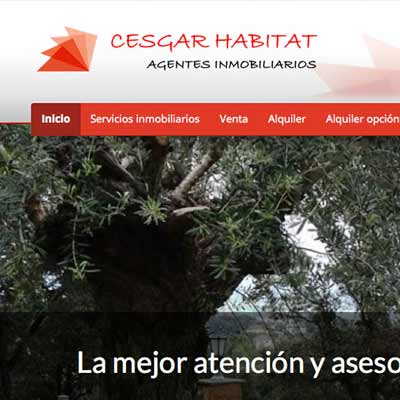 CESGAR HABITAT
AGENTES INMOBILIARIOS
Inicio Servicios inmobiliarios Venta Alquiler Alquiler opción
La mejor atención y aseso